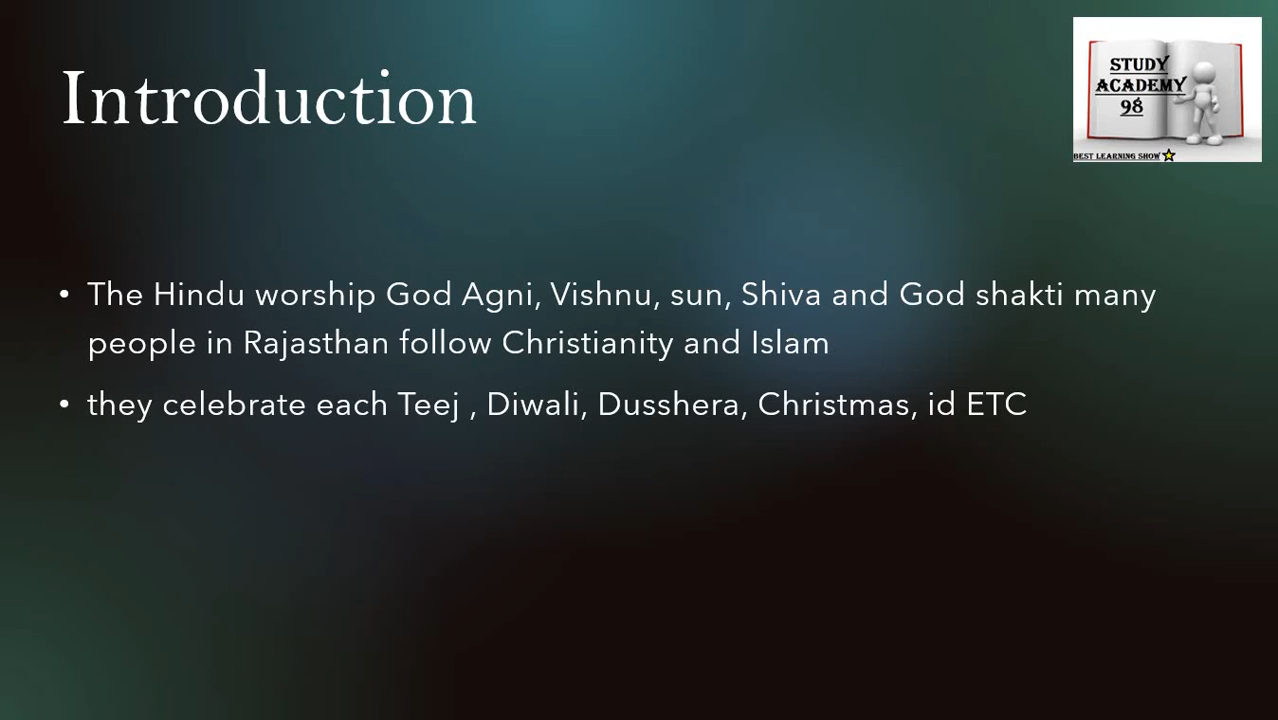 Introduction
STUDY
ACADEMY
98
BEST LEARNING SHOW
• The Hindu worship God Agni, Vishnu, sun, Shiva and God shakti many
people in Rajasthan follow Christianity and Islam
• they celebrate each Teej , Diwali, Dusshera, Christmas, id ETC